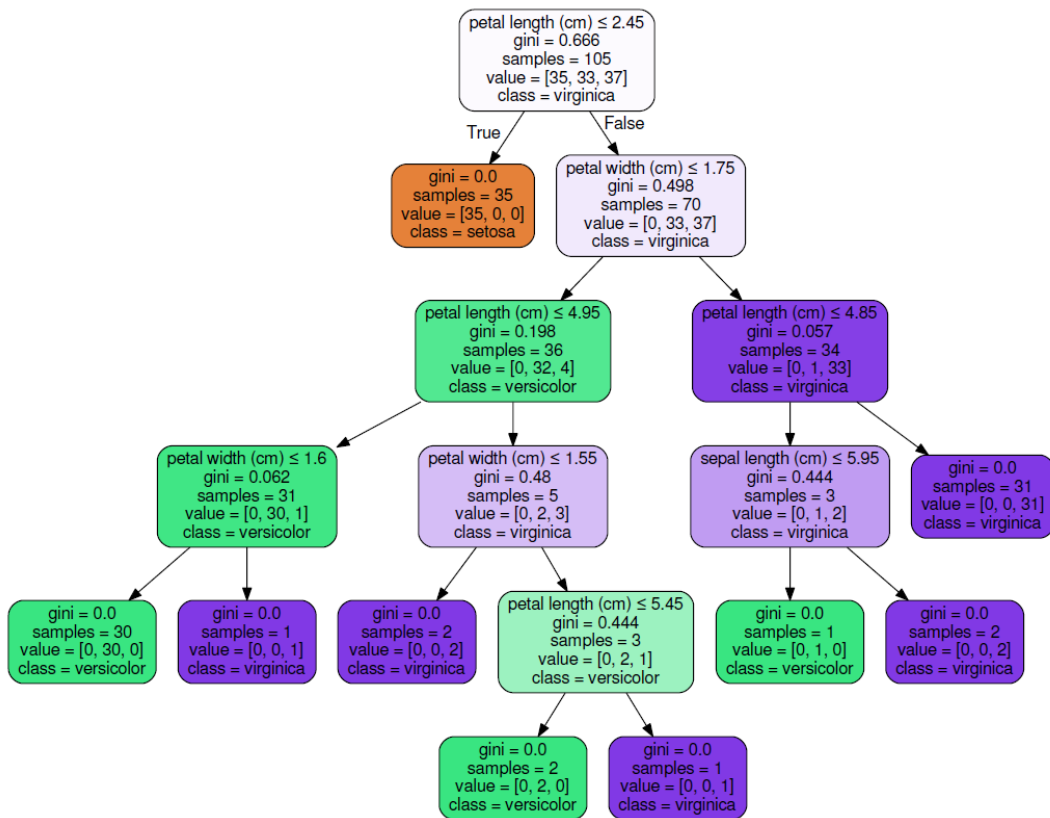 petal length (cm) ≤ 2.45
gini = 0.666
samples = 105
value = [35, 33, 37]
class = virginica
True
False
gini = 0.0
samples = 35
value = [35, 0, 0]
class = setosa
petal width (cm) ≤ 1.75
gini = 0.498
samples = 70
value = [0, 33, 37]
class = virginica
petal length (cm) ≤ 4.95
gini = 0.198
samples = 36
value = [0, 32, 4]
class = versicolor
petal length (cm) ≤ 4.85
gini = 0.057
samples = 34
value = [0, 1, 33]
class = virginica
petal width (cm) ≤ 1.6
gini = 0.062
samples = 31
value = [0, 30, 1]
class = versicolor
petal width (cm) ≤ 1.55
gini = 0.48
samples = 5
value = [0, 2, 3]
class = virginica
sepal length (cm) ≤ 5.95
gini = 0.444
samples = 3
value = [0, 1, 2]
class = virginica
gini = 0.0
samples = 31
value = [0, 0, 31]
class = virginica
gini = 0.0
samples = 30
value = [0, 30, 0]
class = versicolor
gini = 0.0
samples = 1
value = [0, 0, 1]
class = virginica
gini = 0.0
samples = 2
value = [0, 0, 2]
class = virginica
petal length (cm) ≤ 5.45
gini = 0.444
samples = 3
value = [0, 2, 1]
class = versicolor
gini = 0.0
samples = 1
value = [0, 1, 0]
class = versicolor
gini = 0.0
samples = 2
value = [0, 0, 2]
class = virginica
gini = 0.0
samples = 2
value = [0, 2, 0]
class = versicolor
gini = 0.0
samples = 1
value = [0, 0, 1]
class = virginica